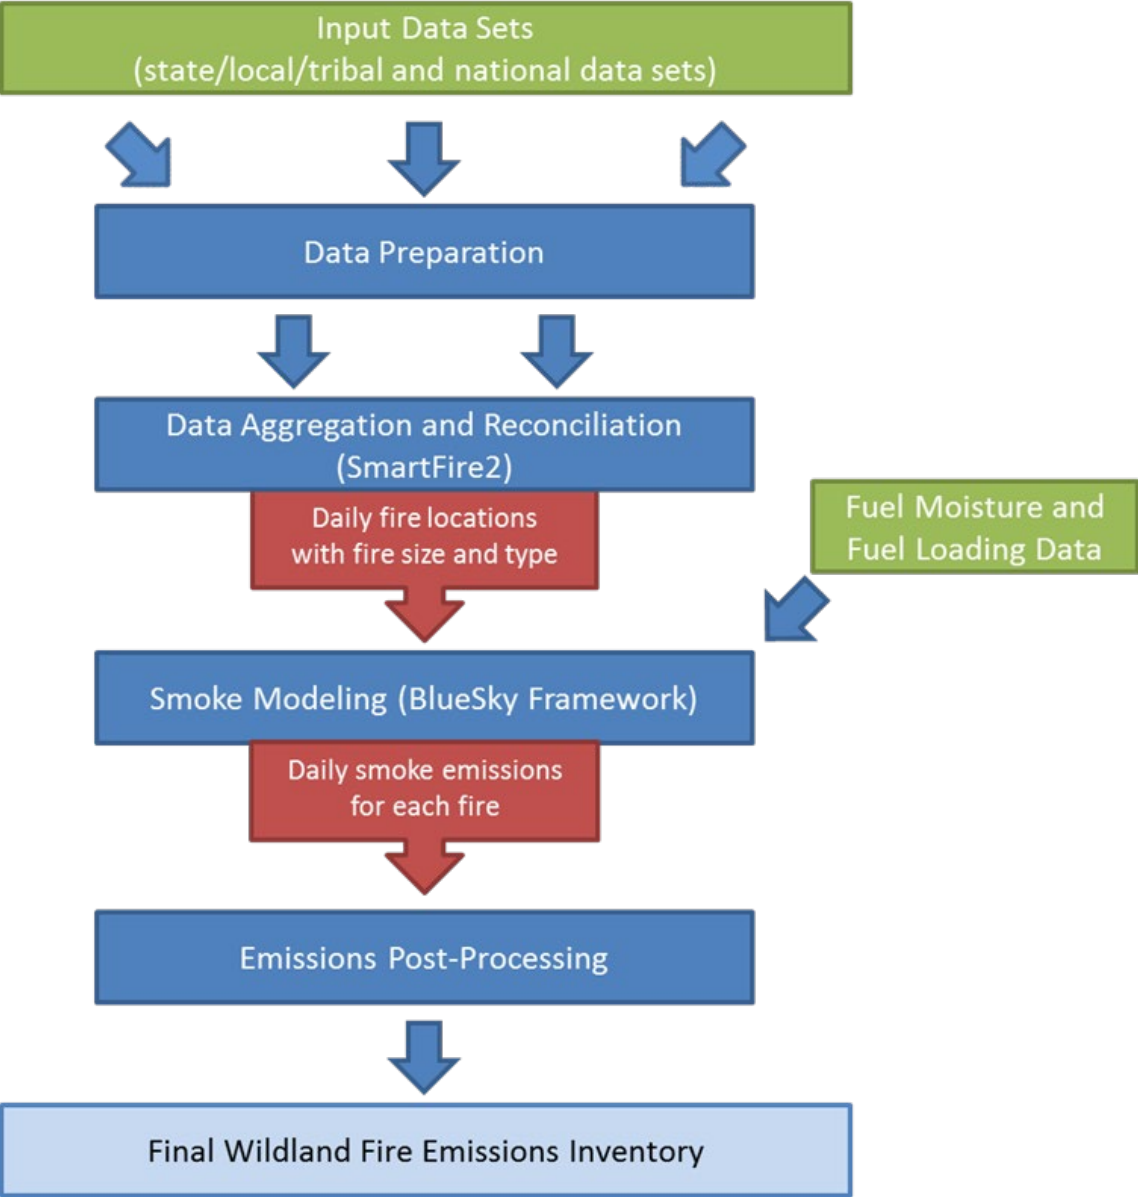 Input Data Sets
(state/local/tribal and national data sets)
Data Preparation
Data Aggregation and Reconciliation
(SmartFire2)
Daily fire locations
with fire size and type
Fuel Moisture and
Fuel Loading Data
Smoke Modeling (BlueSky Framework)
Daily smoke emissions
for each fire
Emissions Post-Processing
Final Wildland Fire Emissions Inventory